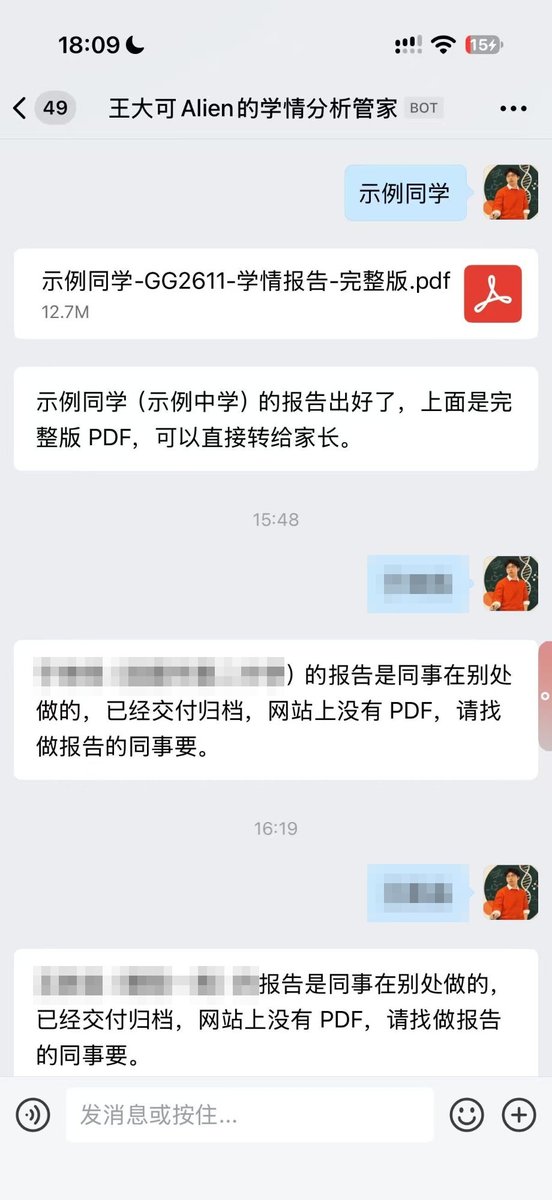 18:09
15
49
王大可Alien的学情分析管家 BOT
示例同学
示例同学-GG2611-学情报告-完整版.pdf
12.7M
示例同学（示例中学）的报告出好了，上面是完
整版 PDF，可以直接转给家长。
15:48
）的报告是同事在别处
做的，已经交付归档，网站上没有 PDF，请找
做报告的同事要。
16:19
报告是同事在别处做的，
已经交付归档，网站上没有 PDF，请找做报告
的同事要。
发消息或按住...